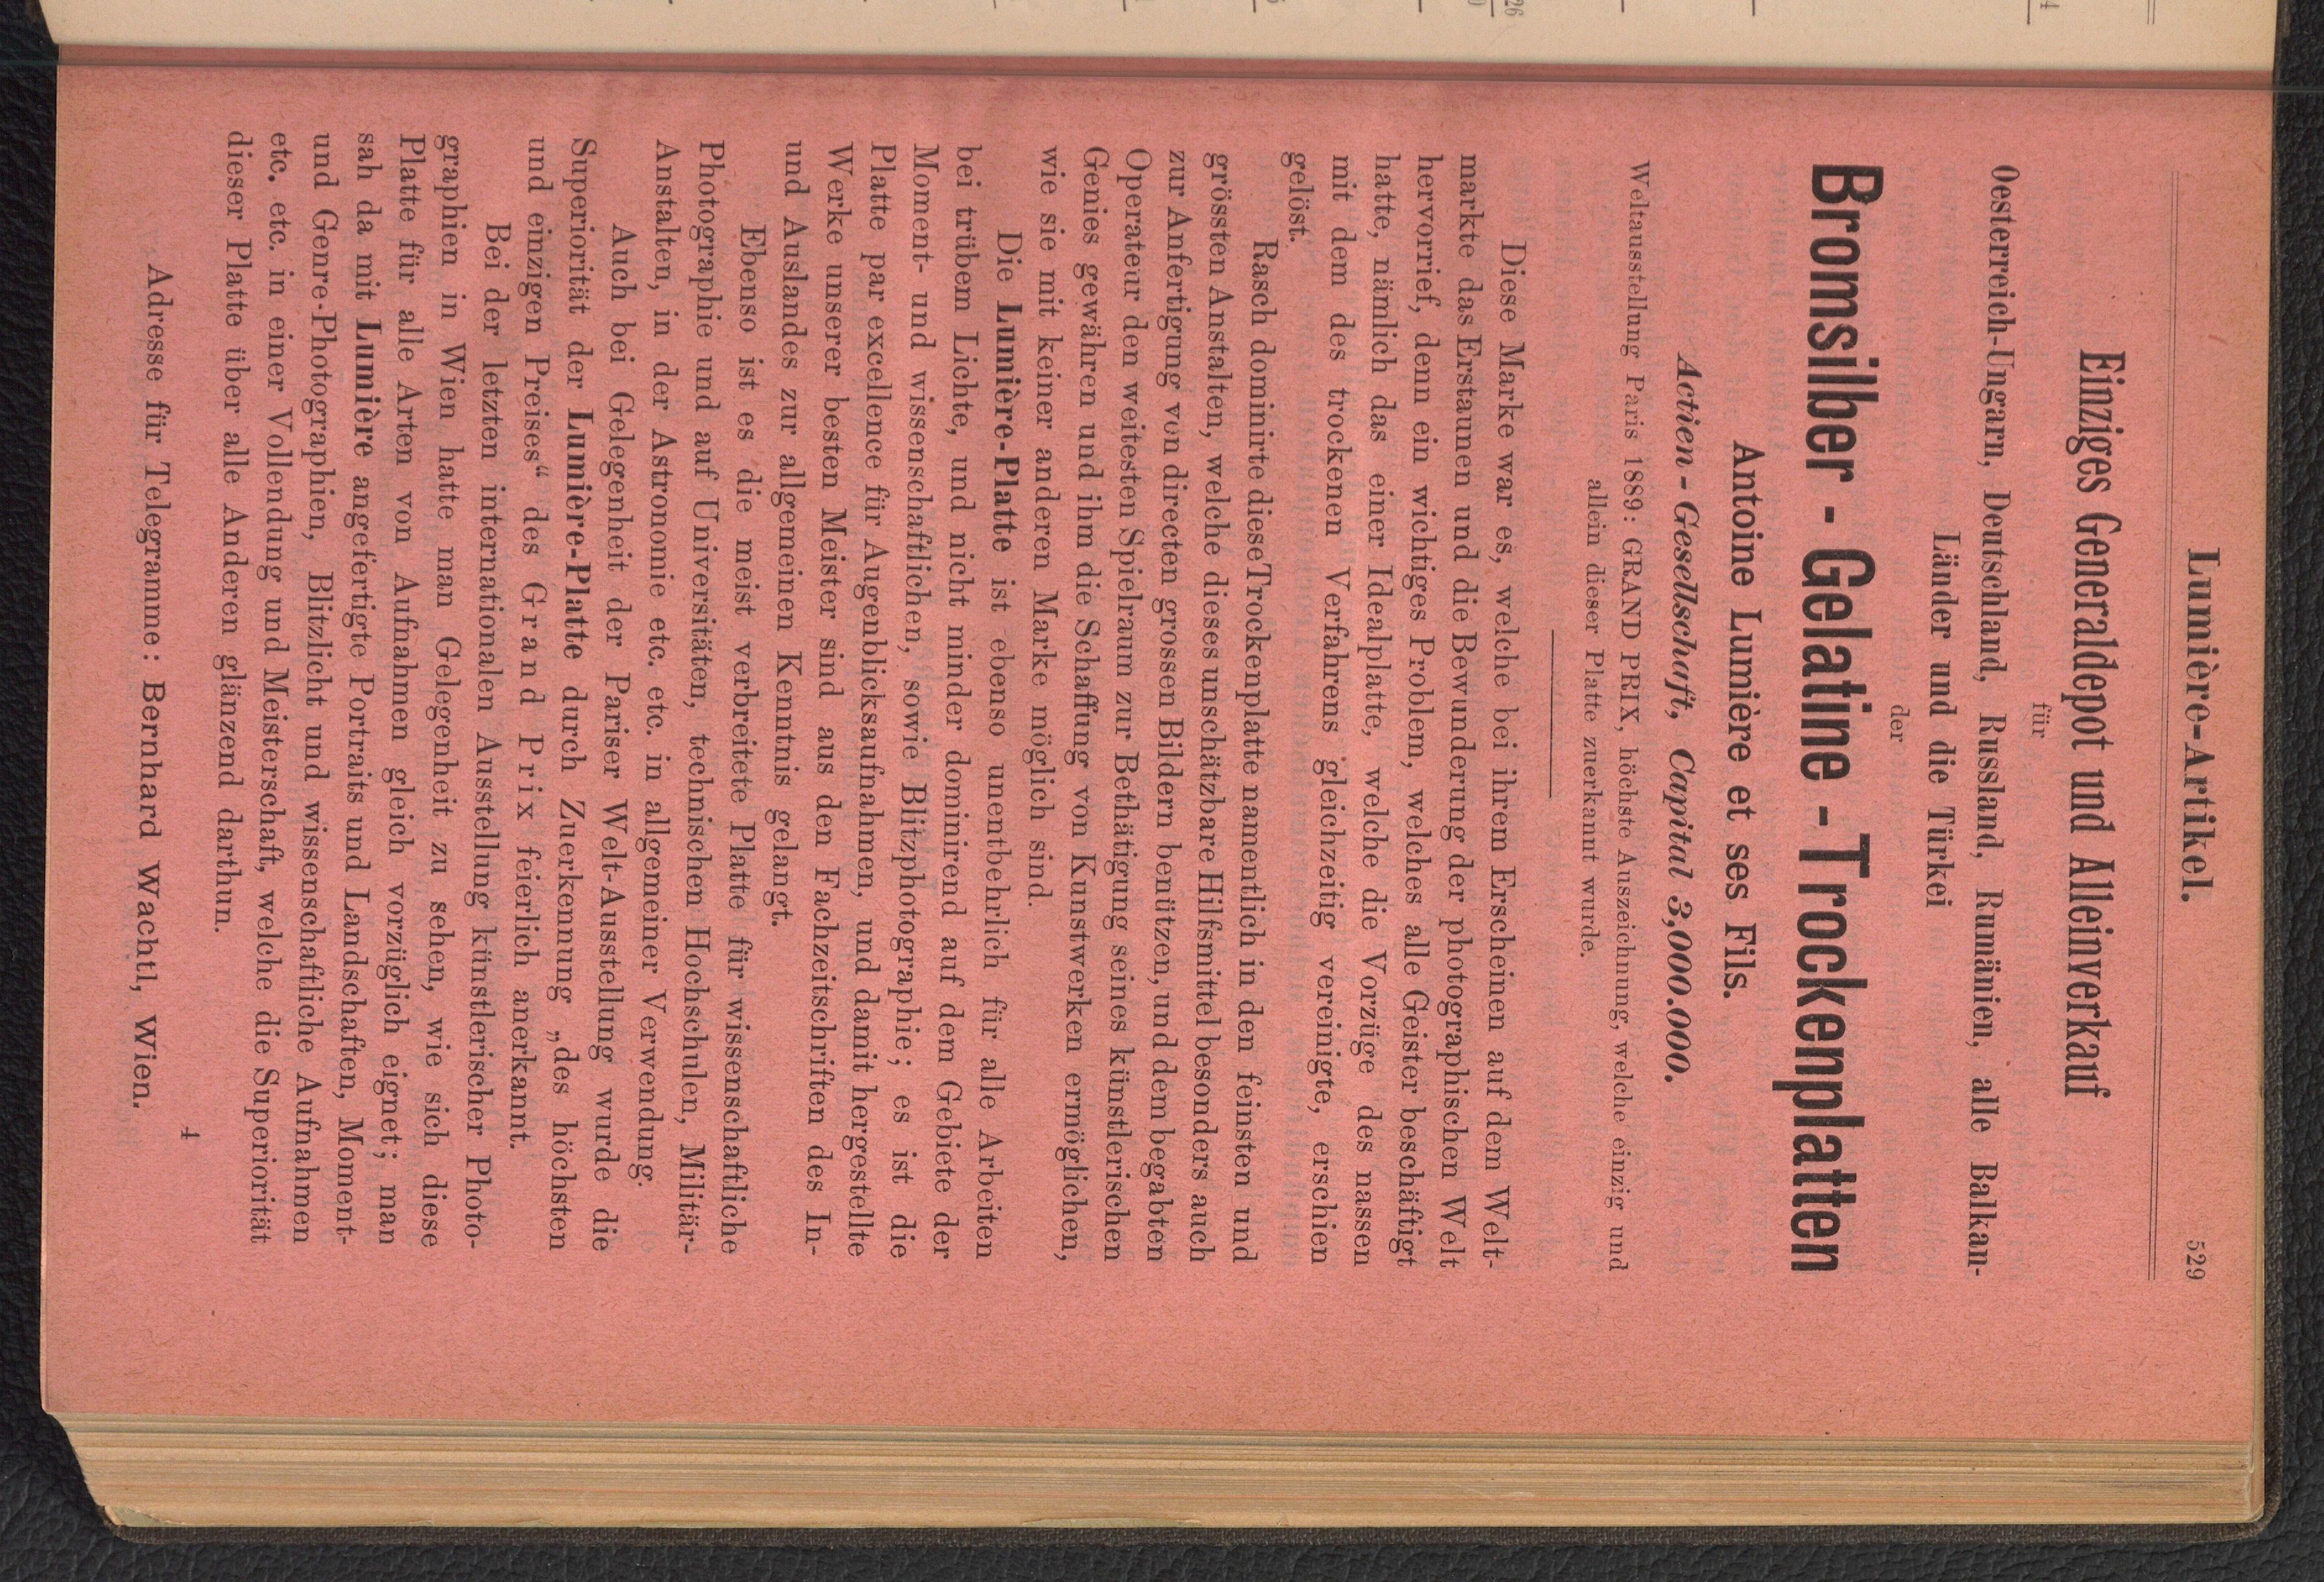 Lumière-Artikel.
529
Einziges Generaldepot und Alleinverkauf
für
Oesterreich-Ungarn, Deutschland, Russland, Rumänien, alle Balkan-
Länder und die Türkei
der
Bromsilber - Gelatine - Trockenplatten
Antoine Lumière et ses Fils.
Actien - Gesellschaft, Capital 3,000.000.
Weltausstellung Paris 1889: GRAND PRIX, höchste Auszeichnung, welche einzig und
allein dieser Platte zuerkannt wurde.
Diese Marke war es, welche bei ihrem Erscheinen auf dem Welt-
markte das Erstaunen und die Bewunderung der photographischen Welt
hervorrief, denn ein wichtiges Problem, welches alle Geister beschäftigt
hatte, nämlich das einer Idealplatte, welche die Vorzüge des nassen
mit dem des trockenen Verfahrens gleichzeitig vereinigte, erschien
gelöst.
Rasch dominirte diese Trockenplatte namentlich in den feinsten und
grössten Anstalten, welche dieses unschätzbare Hilfsmittel besonders auch
zur Anfertigung von directen grossen Bildern benützen, und dem begabten
Operateur den weitesten Spielraum zur Bethätigung seines künstlerischen
Genies gewähren und ihm die Schaffung von Kunstwerken ermöglichen,
wie sie mit keiner anderen Marke möglich sind.
Die Lumière-Platte ist ebenso unentbehrlich für alle Arbeiten
bei trübem Lichte, und nicht minder dominirend auf dem Gebiete der
Moment- und wissenschaftlichen, sowie Blitzphotographie; es ist die
Platte par excellence für Augenblicksaufnahmen, und damit hergestellte
Werke unserer besten Meister sind aus den Fachzeitschriften des In-
und Auslandes zur allgemeinen Kenntnis gelangt.
Ebenso ist es die meist verbreitete Platte für wissenschaftliche
Photographie und auf Universitäten, technischen Hochschulen, Militär-
Anstalten, in der Astronomie etc. etc. in allgemeiner Verwendung.
Auch bei Gelegenheit der Pariser Welt-Ausstellung wurde die
Superiorität der Lumière-Platte durch Zuerkennung „des höchsten
und einzigen Preises“ des Grand Prix feierlich anerkannt.
Bei der letzten internationalen Ausstellung künstlerischer Photo-
graphien in Wien hatte man Gelegenheit zu sehen, wie sich diese
Platte für alle Arten von Aufnahmen gleich vorzüglich eignet; man
sah da mit Lumière angefertigte Portraits und Landschaften, Moment-
und Genre-Photographien, Blitzlicht und wissenschaftliche Aufnahmen
etc. etc. in einer Vollendung und Meisterschaft, welche die Superiorität
dieser Platte über alle Anderen glänzend darthun.
4
Adresse für Telegramme: Bernhard Wachtl, Wien.